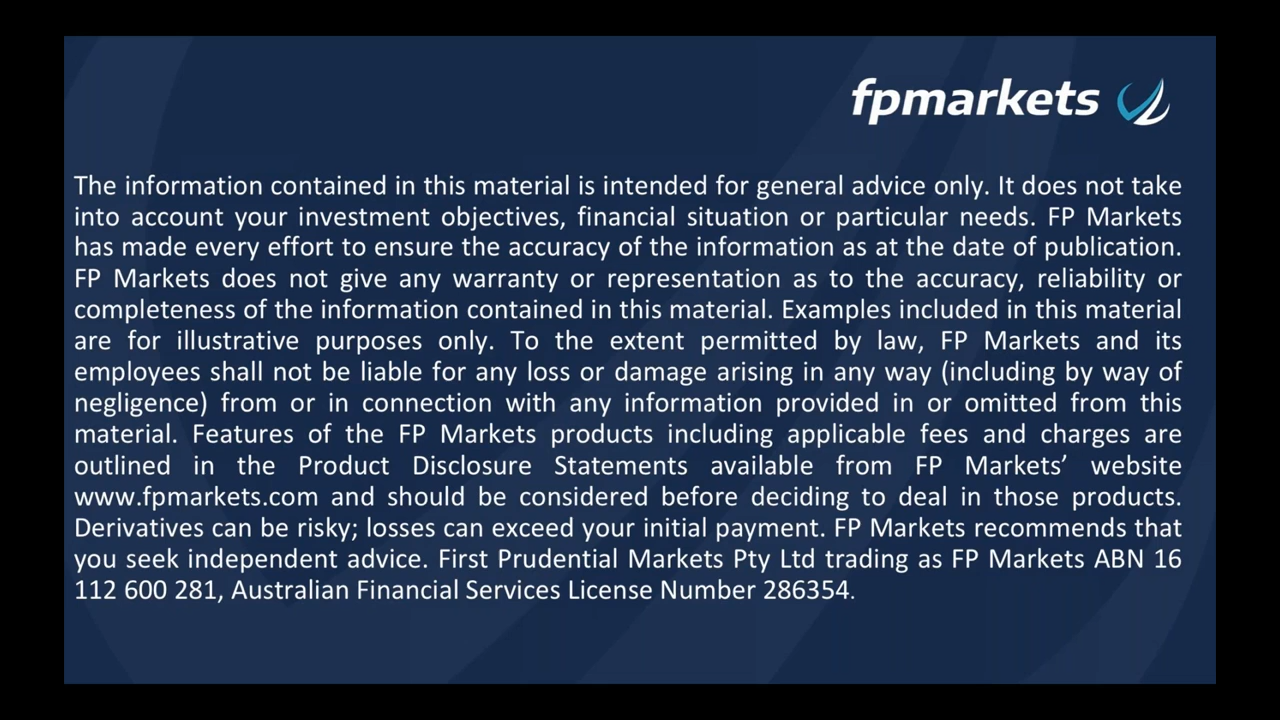 fpmarkets
The information contained in this material is intended for general advice only. It does not take
into account your investment objectives, financial situation or particular needs. FP Markets
has made every effort to ensure the accuracy of the information as at the date of publication.
FP Markets does not give any warranty or representation as to the accuracy, reliability or
completeness of the information contained in this material. Examples included in this material
are for illustrative purposes only. To the extent permitted by law, FP Markets and its
employees shall not be liable for any loss or damage arising in any way (including by way of
negligence) from or in connection with any information provided in or omitted from this
material. Features of the FP Markets products including applicable fees and charges are
outlined in the Product Disclosure Statements available from FP Markets’ website
www.fpmarkets.com and should be considered before deciding to deal in those products.
Derivatives can be risky; losses can exceed your initial payment. FP Markets recommends that
you seek independent advice. First Prudential Markets Pty Ltd trading as FP Markets ABN 16
112 600 281, Australian Financial Services License Number 286354.